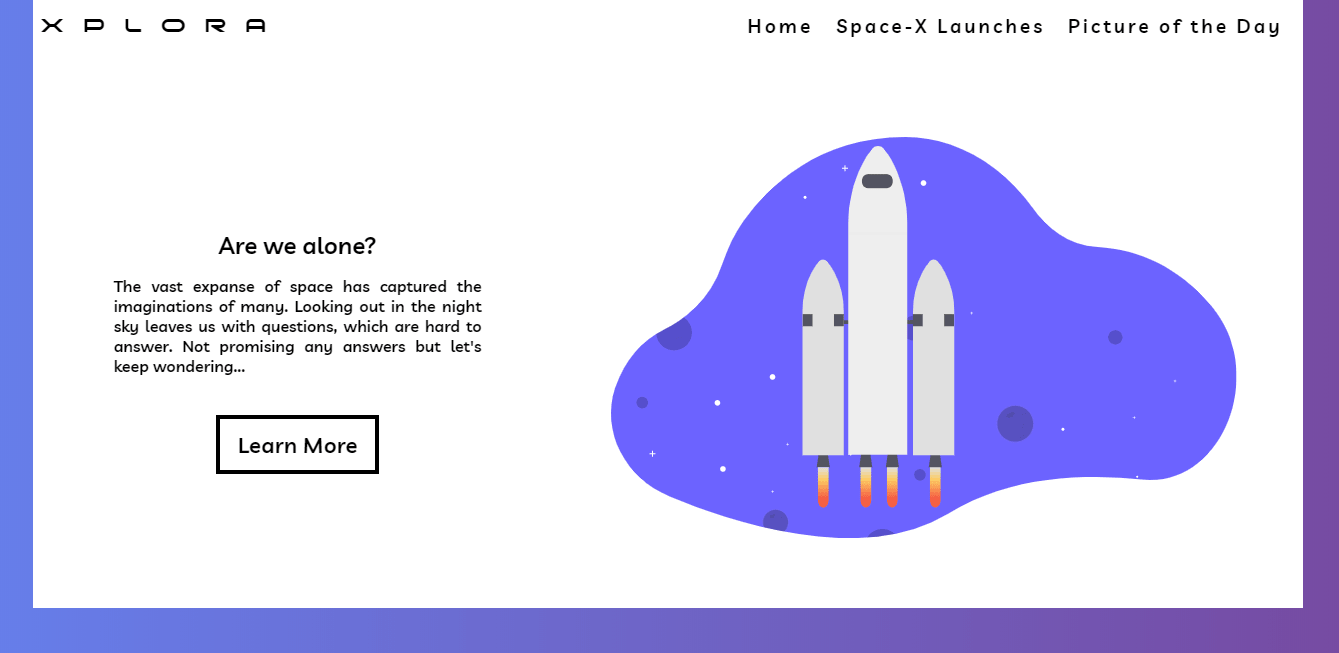 XPLORA
Home Space-X Launches Picture of the Day
Are we alone?
The vast expanse of space has captured the
imaginations of many. Looking out in the night
sky leaves us with questions, which are hard to
answer. Not promising any answers but let's
keep wondering...
Learn More